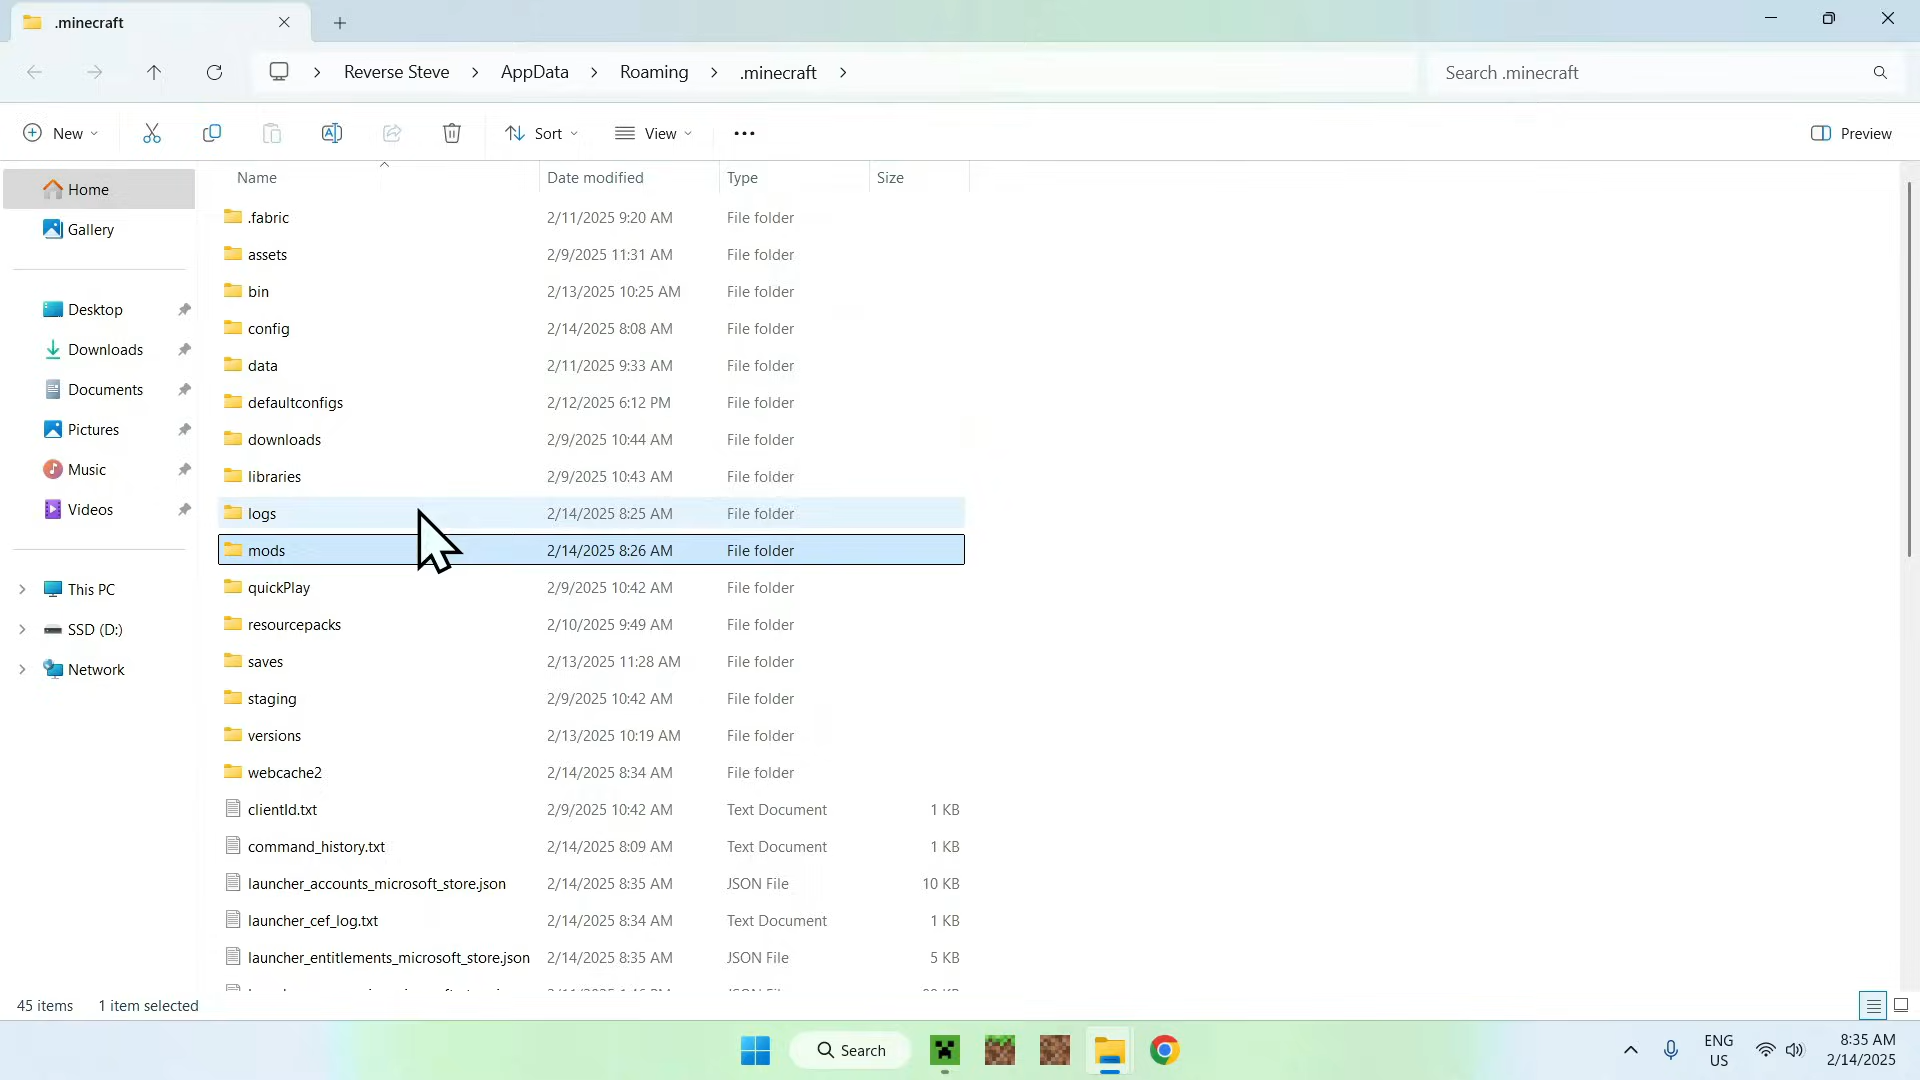 .minecraft
Reverse Steve > AppData > Roaming > .minecraft >
Search .minecraft
New
Sort
View
Preview
Name Date modified Type Size
Home
Gallery
Desktop
Downloads
Documents
Pictures
Music
Videos
This PC
SSD (D:)
Network
.fabric 2/11/2025 9:20 AM File folder
assets 2/9/2025 11:31 AM File folder
bin 2/13/2025 10:25 AM File folder
config 2/14/2025 8:08 AM File folder
data 2/11/2025 9:33 AM File folder
defaultconfigs 2/12/2025 6:12 PM File folder
downloads 2/9/2025 10:44 AM File folder
libraries 2/9/2025 10:43 AM File folder
logs 2/14/2025 8:25 AM File folder
mods 2/14/2025 8:26 AM File folder
quickPlay 2/9/2025 10:42 AM File folder
resourcepacks 2/10/2025 9:49 AM File folder
saves 2/13/2025 11:28 AM File folder
staging 2/9/2025 10:42 AM File folder
versions 2/13/2025 10:19 AM File folder
webcache2 2/14/2025 8:34 AM File folder
clientId.txt 2/9/2025 10:42 AM Text Document 1 KB
command_history.txt 2/14/2025 8:09 AM Text Document 1 KB
launcher_accounts_microsoft_store.json 2/14/2025 8:35 AM JSON File 10 KB
launcher_cef_log.txt 2/14/2025 8:34 AM Text Document 1 KB
launcher_entitlements_microsoft_store.json 2/14/2025 8:35 AM JSON File 5 KB
45 items 1 item selected
Search
ENG
US
8:35 AM
2/14/2025